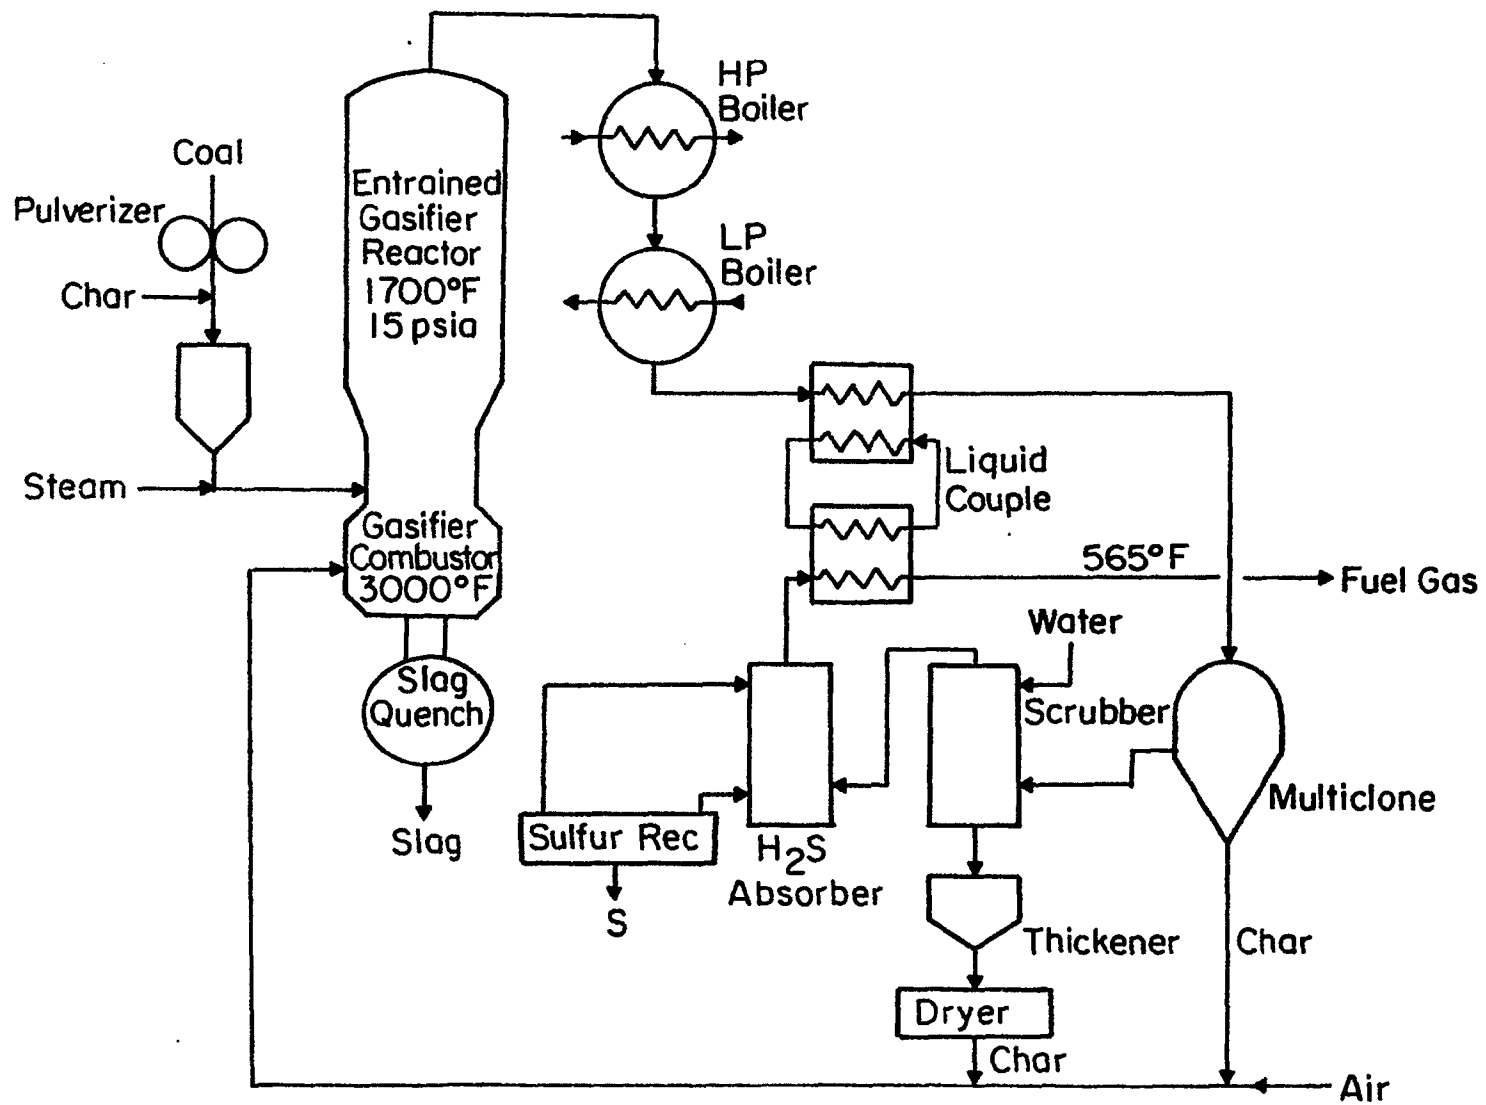 HP
Boiler
Coal
Pulverizer
Char
Steam
Entrained
Gasifier
Reactor
1700°F
15 psia
LP
Boiler
Liquid
Couple
Gasifier
Combustor
3000°F
565°F
Fuel Gas
Water
Slag
Quench
Scrubber
Multiclone
Slag
Sulfur Rec
S
H2S
Absorber
Thickener
Char
Dryer
Char
Air